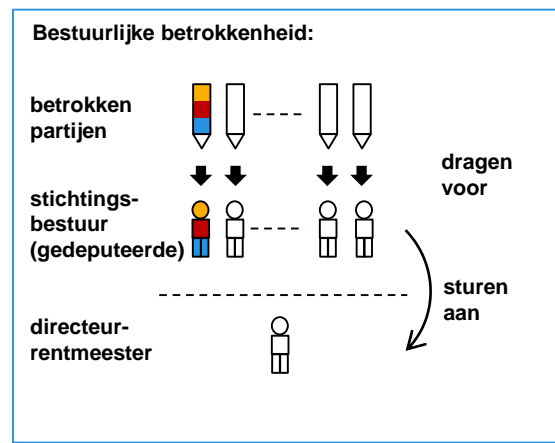 Bestuurlijke betrokkenheid:
betrokken
partijen
dragen
voor
stichtings-
bestuur
(gedeputeerde)
sturen
aan
directeur-
rentmeester